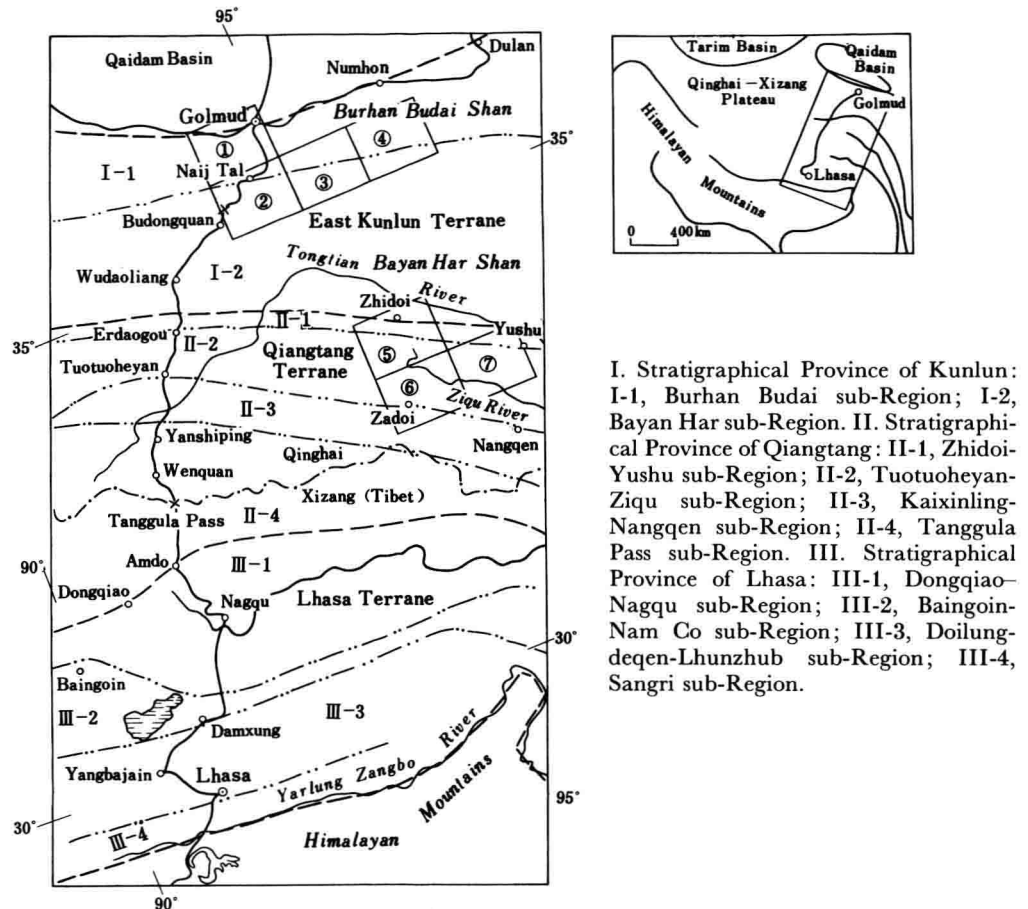 95°
Qaidam Basin
Dulan
Numhon
Golmud
Burhan Budai Shan
④
35°
①
I-1
Naij Tal
③
②
Budongquan
East Kunlun Terrane
I-2
Tongtian
Bayan Har Shan
Wudaoliang
River
Zhidoi
II-1
Yushu
Erdaogou
35°
II-2
Qiangtang
Terrane
⑤
⑦
Tuotuoheyan
⑥
II-3
Zadoi
Ziqu River
Yanshiping
Nangqen
Qinghai
Wenquan
Xizang (Tibet)
Tanggula Pass
II-4
Amdo
III-1
90°
Dongqiao
Nagqu
Lhasa Terrane
30°
Baingoin
III-2
III-3
Damxung
River
Yangbajain
Lhasa
Yarlung Zangbo
Mountains
95°
30°
III-4
Himalayan
90°
Tarim Basin
Qaidam
Basin
Qinghai-Xizang
Plateau
Golmud
Himalayan
Lhasa
Mountains
0 400km
I. Stratigraphical Province of Kunlun:
I-1, Burhan Budai sub-Region; I-2,
Bayan Har sub-Region. II. Stratigraphi-
cal Province of Qiangtang: II-1, Zhidoi-
Yushu sub-Region; II-2, Tuotuoheyan-
Ziqu sub-Region; II-3, Kaixinling-
Nangqen sub-Region; II-4, Tanggula
Pass sub-Region. III. Stratigraphical
Province of Lhasa: III-1, Dongqiao–
Nagqu sub-Region; III-2, Baingoin-
Nam Co sub-Region; III-3, Doilung-
deqen-Lhunzhub sub-Region; III-4,
Sangri sub-Region.